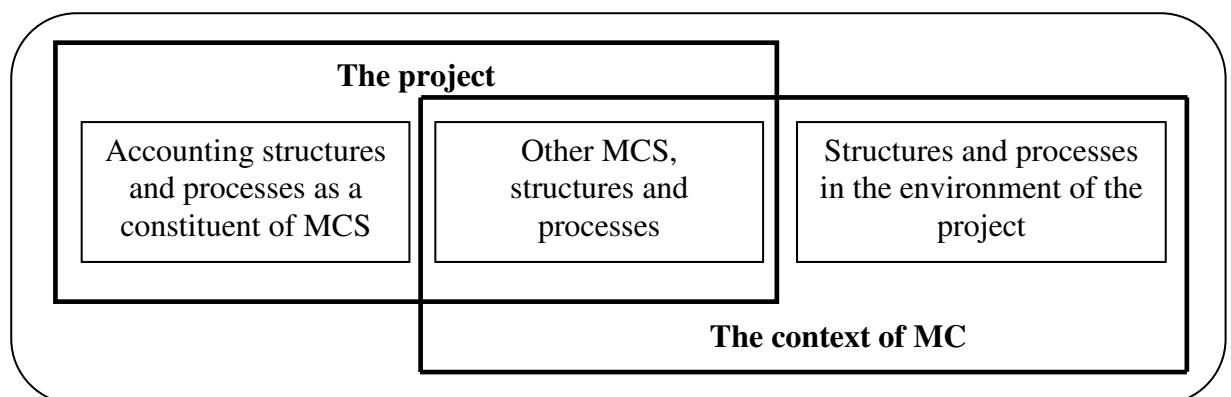 The project
Accounting structures
and processes as a
constituent of MCS
Other MCS,
structures and
processes
Structures and processes
in the environment of the
project
The context of MC